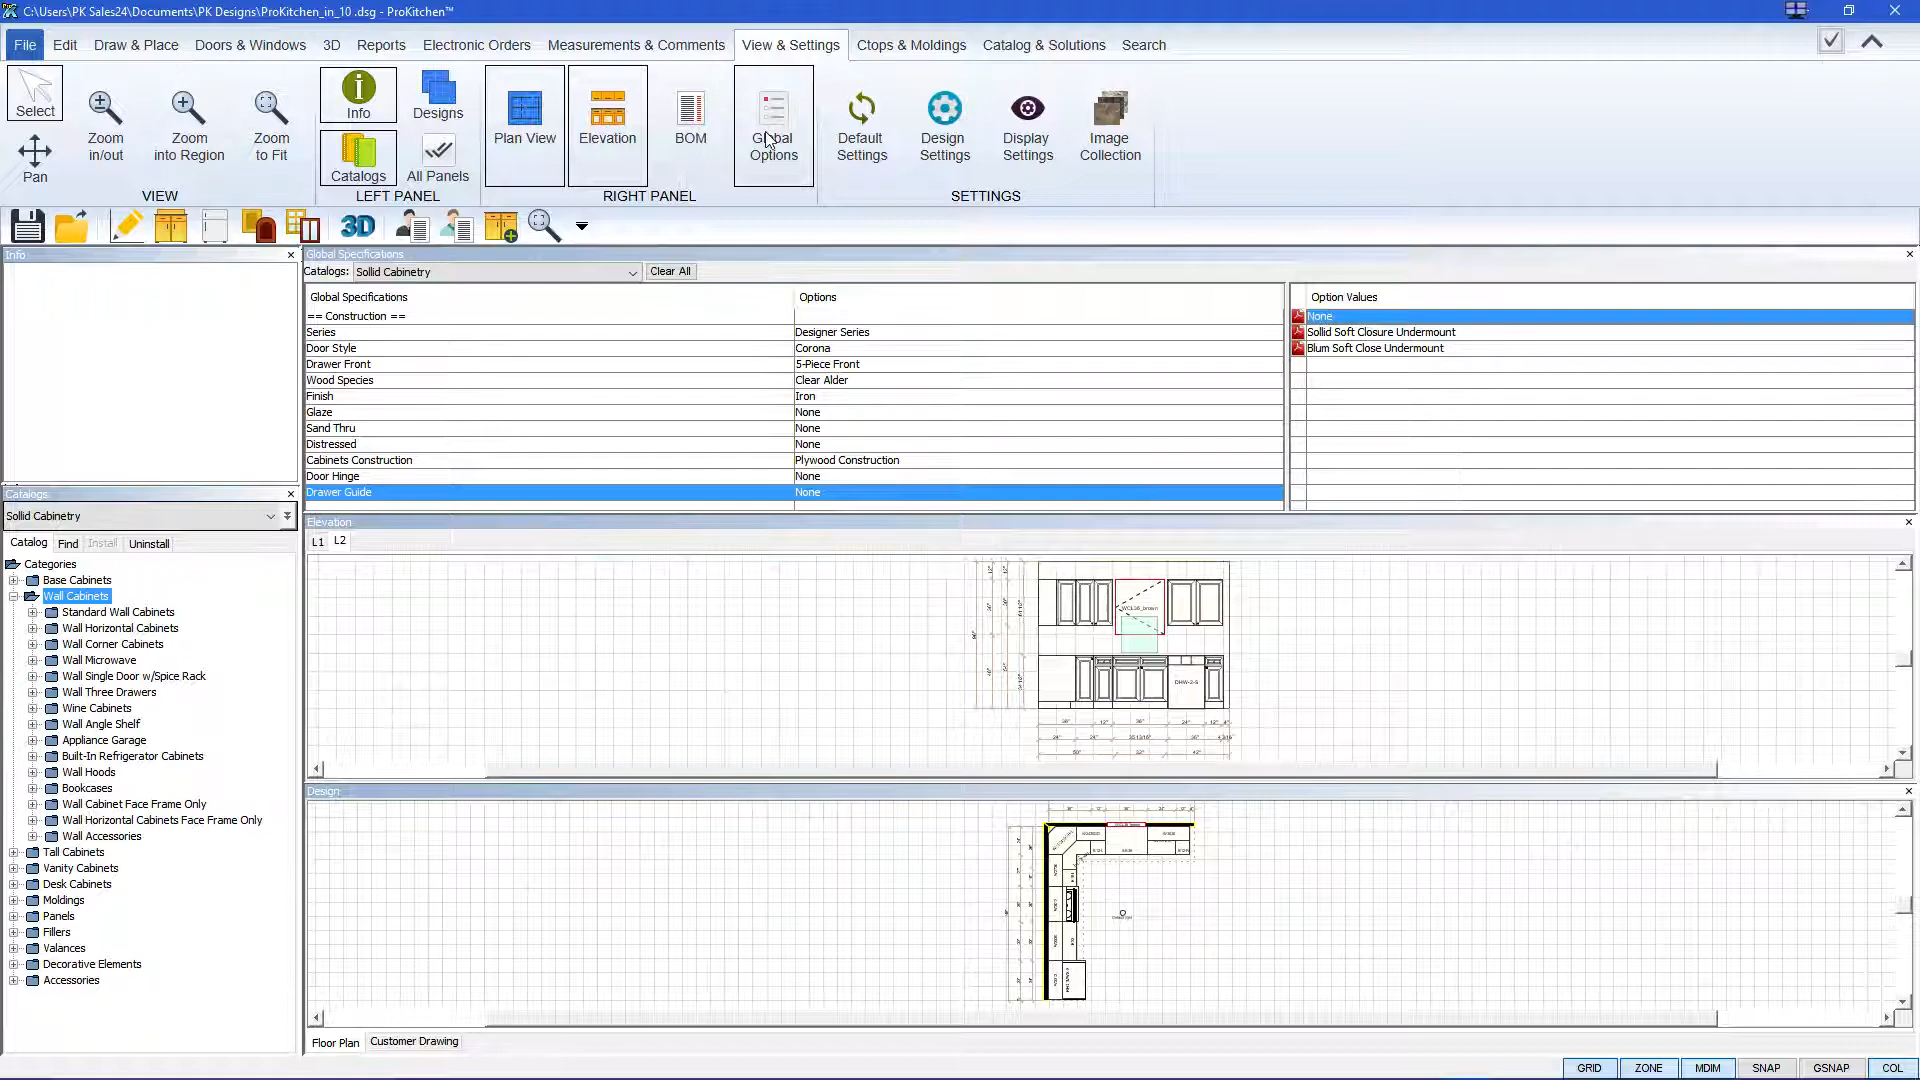 C:\Users\PK Sales24\Documents\PK Designs\ProKitchen_in_10 .dsg - ProKitchen™
File Edit Draw & Place Doors & Windows 3D Reports Electronic Orders Measurements & Comments View & Settings Ctops & Moldings Catalog & Solutions Search
Select
Pan
Zoom in/out
Zoom into Region
Zoom to Fit
VIEW
Info
Designs
Catalogs
All Panels
LEFT PANEL
Plan View
Elevation
BOM
Global Options
RIGHT PANEL
Default Settings
Design Settings
Display Settings
Image Collection
SETTINGS
3D
Info
Global Specifications
Catalogs: Sollid Cabinetry Clear All
Global Specifications Options Option Values
== Construction == None
Series Designer Series Sollid Soft Closure Undermount
Door Style Corona Blum Soft Close Undermount
Drawer Front 5-Piece Front
Wood Species Clear Alder
Finish Iron
Glaze None
Sand Thru None
Distressed None
Cabinets Construction Plywood Construction
Door Hinge None
Drawer Guide None
Catalogs
Sollid Cabinetry
Catalog Find Install Uninstall
Categories
Base Cabinets
Wall Cabinets
Standard Wall Cabinets
Wall Horizontal Cabinets
Wall Corner Cabinets
Wall Microwave
Wall Single Door w/Spice Rack
Wall Three Drawers
Wine Cabinets
Wall Angle Shelf
Appliance Garage
Built-In Refrigerator Cabinets
Wall Hoods
Bookcases
Wall Cabinet Face Frame Only
Wall Horizontal Cabinets Face Frame Only
Wall Accessories
Tall Cabinets
Vanity Cabinets
Desk Cabinets
Moldings
Panels
Fillers
Valances
Decorative Elements
Accessories
Elevation
L1 L2
WCL36_brown
DHW-2-S
Design
Floor Plan Customer Drawing
GRID ZONE MDIM SNAP GSNAP COL